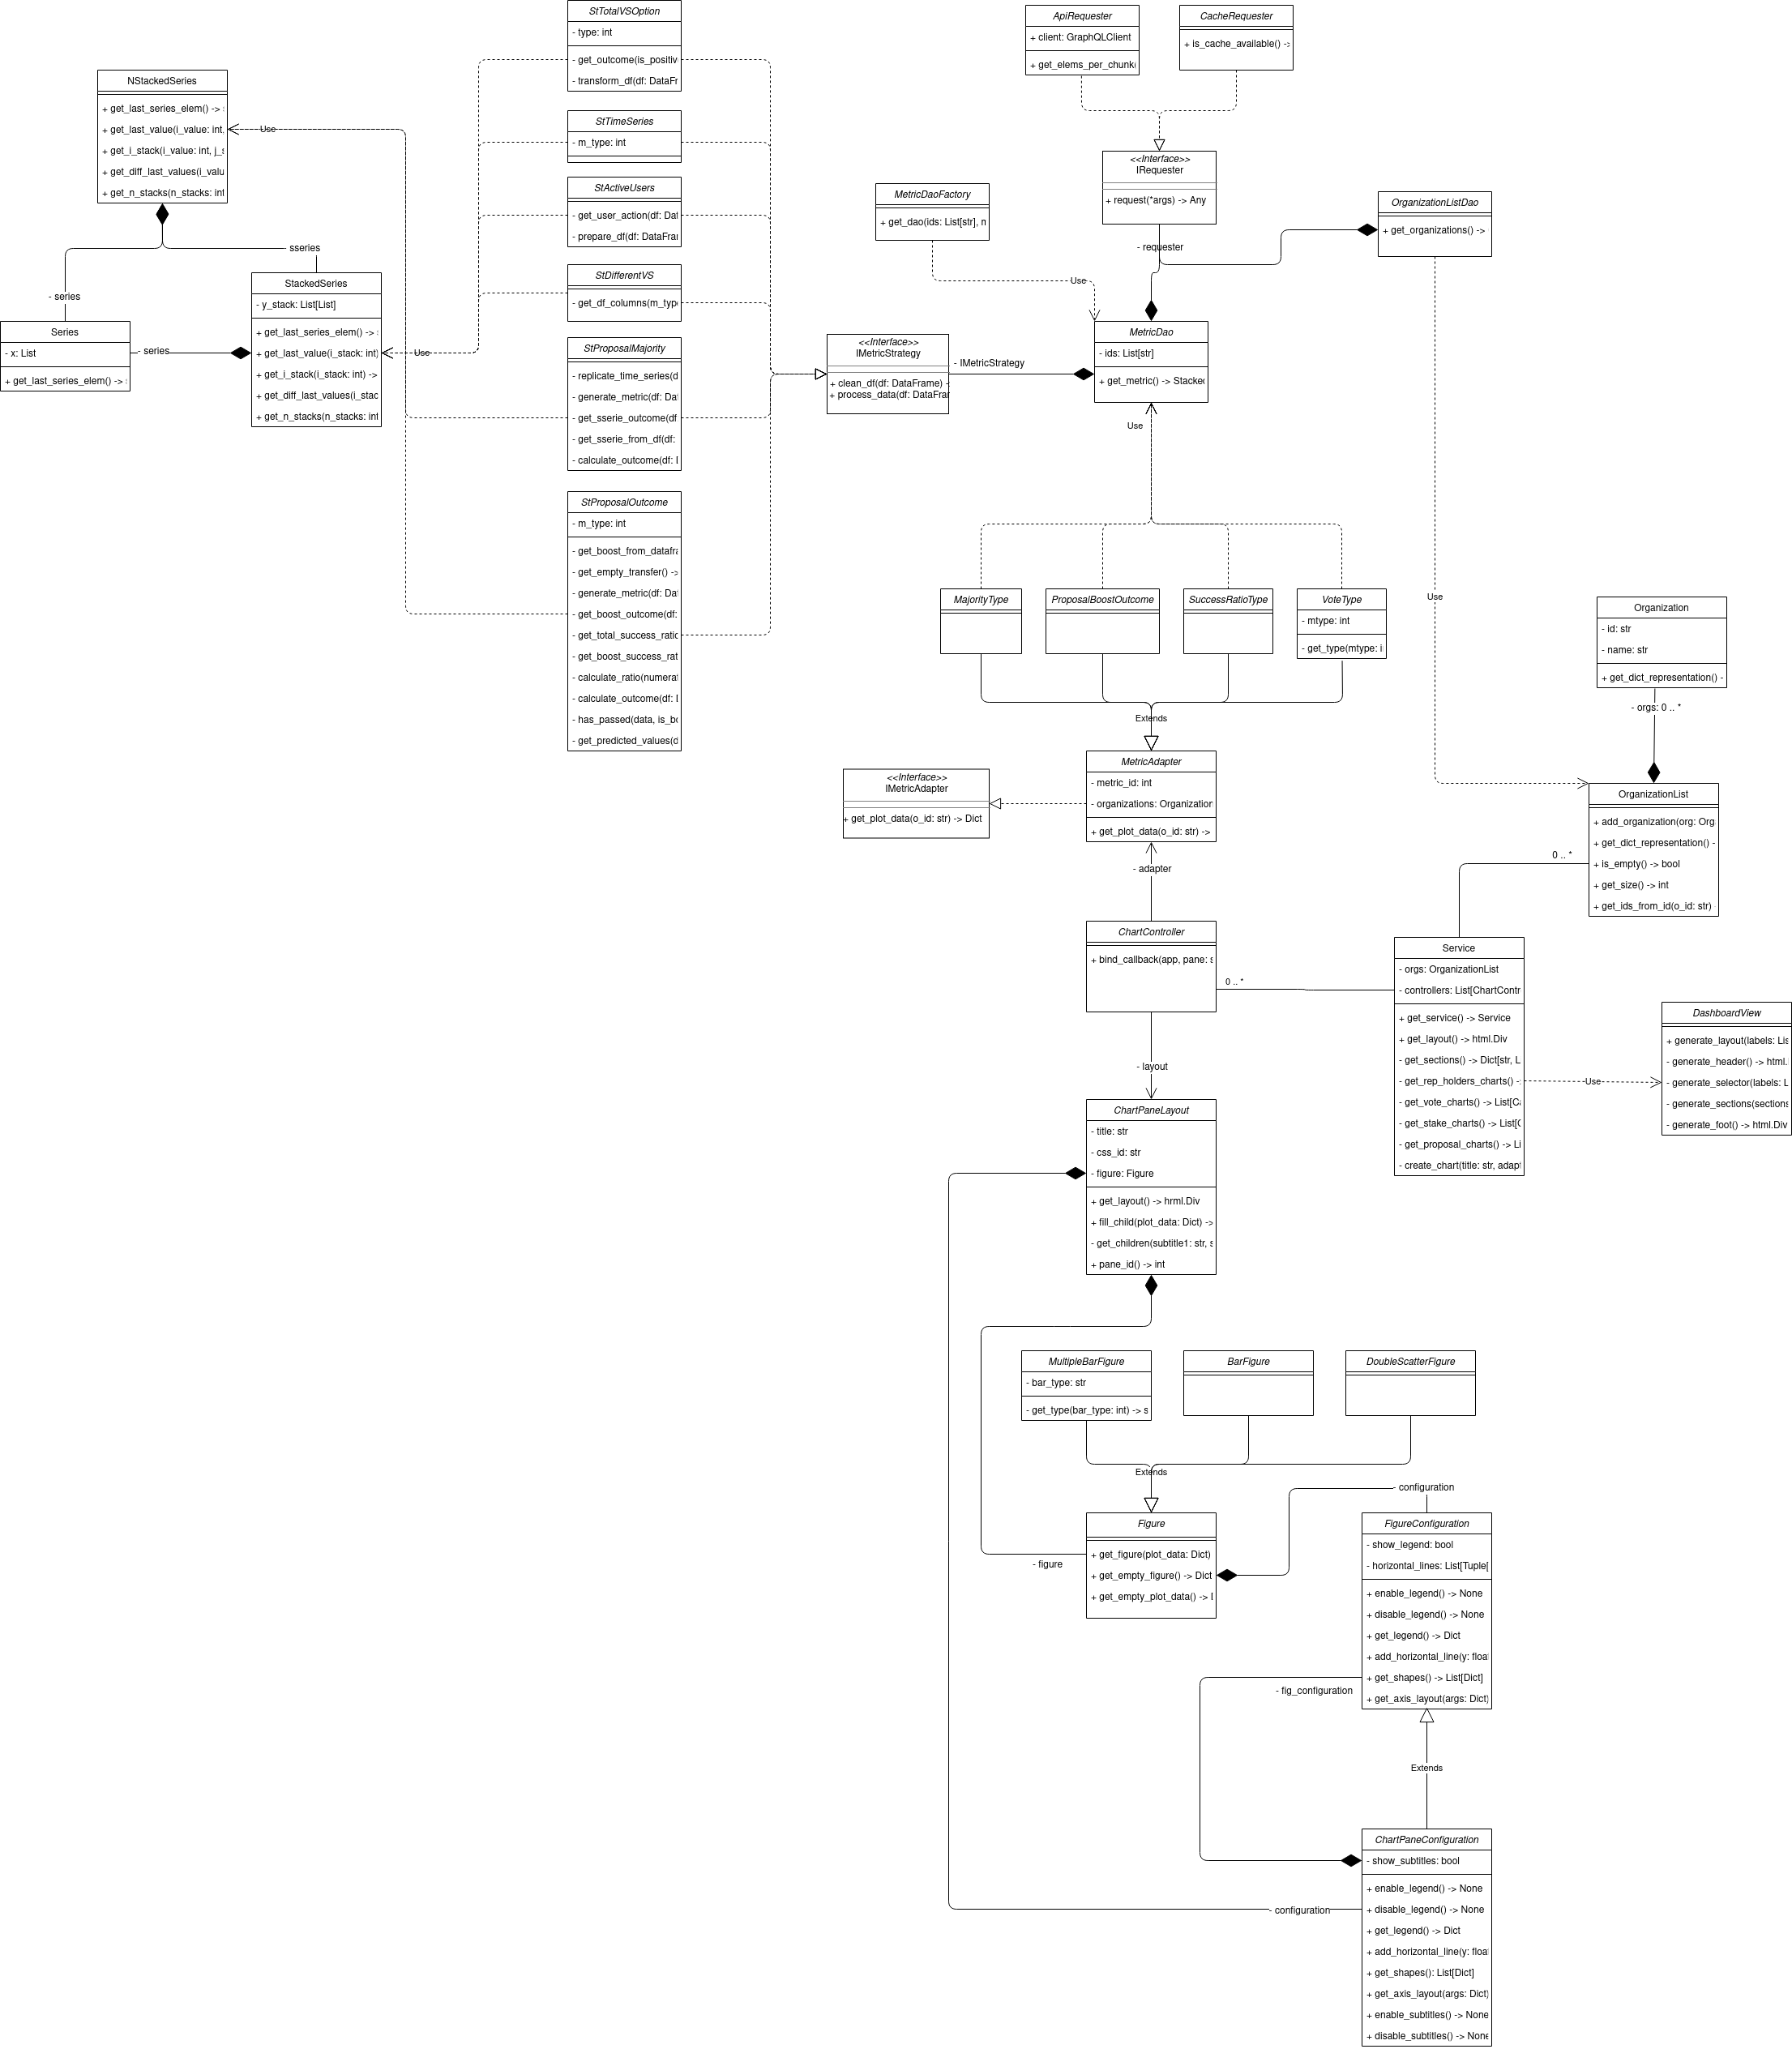 StTotalVSOption
- type: int
- get_outcome(is_positiv
- transform_df(df: DataFr
ApiRequester
+ client: GraphQLClient
+ get_elems_per_chunk(
CacheRequester
+ is_cache_available() -
NStackedSeries
+ get_last_series_elem() ->
+ get_last_value(i_value: int,
+ get_i_stack(i_value: int, j_s
+ get_diff_last_values(i_valu
+ get_n_stacks(n_stacks: int
Use
StTimeSeries
- m_type: int
<<Interface>>
IRequester
+ request(*args) -> Any
StActiveUsers
- get_user_action(df: Dat
- prepare_df(df: DataFrar
MetricDaoFactory
+ get_dao(ids: List[str], n
OrganizationListDao
+ get_organizations() ->
- requester
sseries
- series
StackedSeries
- y_stack: List[List]
+ get_last_series_elem() ->
+ get_last_value(i_stack: int)
+ get_i_stack(i_stack: int) ->
+ get_diff_last_values(i_stac
+ get_n_stacks(n_stacks: int
StDifferentVS
- get_df_columns(m_type
Use
Series
- x: List
+ get_last_series_elem() ->
- series
Use
StProposalMajority
- replicate_time_series(d
- generate_metric(df: Dat
- get_sserie_outcome(df
- get_sserie_from_df(df:
- calculate_outcome(df: D
<<Interface>>
IMetricStrategy
+ clean_df(df: DataFrame) -
+ process_data(df: DataFrar
- IMetricStrategy
MetricDao
- ids: List[str]
+ get_metric() -> Stacked
Use
StProposalOutcome
- m_type: int
- get_boost_from_datafra
- get_empty_transfer() ->
- generate_metric(df: Dat
- get_boost_outcome(df:
- get_total_success_ratio
- get_boost_success_rat
- calculate_ratio(numerat
- calculate_outcome(df: D
- has_passed(data, is_bo
- get_predicted_values(d
MajorityType
ProposalBoostOutcome
SuccessRatioType
VoteType
- mtype: int
- get_type(mtype: i
Use
Organization
- id: str
- name: str
+ get_dict_representation() -
- orgs: 0 .. *
Extends
<<Interface>>
IMetricAdapter
+ get_plot_data(o_id: str) -> Dict
MetricAdapter
- metric_id: int
- organizations: Organization
+ get_plot_data(o_id: str) ->
OrganizationList
+ add_organization(org: Org
+ get_dict_representation() -
+ is_empty() -> bool
+ get_size() -> int
+ get_ids_from_id(o_id: str)
0 .. *
- adapter
ChartController
+ bind_callback(app, pane: s
0 .. *
Service
- orgs: OrganizationList
- controllers: List[ChartContr
+ get_service() -> Service
+ get_layout() -> html.Div
- get_sections() -> Dict[str, L
- get_rep_holders_charts() -
- get_vote_charts() -> List[Ca
- get_stake_charts() -> List[C
- get_proposal_charts() -> Li
- create_chart(title: str, adapt
Use
DashboardView
+ generate_layout(labels: Lis
- generate_header() -> html.
- generate_selector(labels: L
- generate_sections(sections
- generate_foot() -> html.Div
- layout
ChartPaneLayout
- title: str
- css_id: str
- figure: Figure
+ get_layout() -> hrml.Div
+ fill_child(plot_data: Dict) ->
- get_children(subtitle1: str, s
+ pane_id() -> int
MultipleBarFigure
- bar_type: str
- get_type(bar_type: int) -> s
BarFigure
DoubleScatterFigure
Extends
- configuration
Figure
+ get_figure(plot_data: Dict)
+ get_empty_figure() -> Dict
+ get_empty_plot_data() -> D
- figure
FigureConfiguration
- show_legend: bool
- horizontal_lines: List[Tuple[
+ enable_legend() -> None
+ disable_legend() -> None
+ get_legend() -> Dict
+ add_horizontal_line(y: floa
+ get_shapes() -> List[Dict]
+ get_axis_layout(args: Dict)
- fig_configuration
Extends
ChartPaneConfiguration
- show_subtitles: bool
+ enable_legend() -> None
+ disable_legend() -> None
+ get_legend() -> Dict
+ add_horizontal_line(y: floa
+ get_shapes(): List[Dict]
+ get_axis_layout(args: Dict)
+ enable_subtitles() -> None
+ disable_subtitles() -> None
- configuration